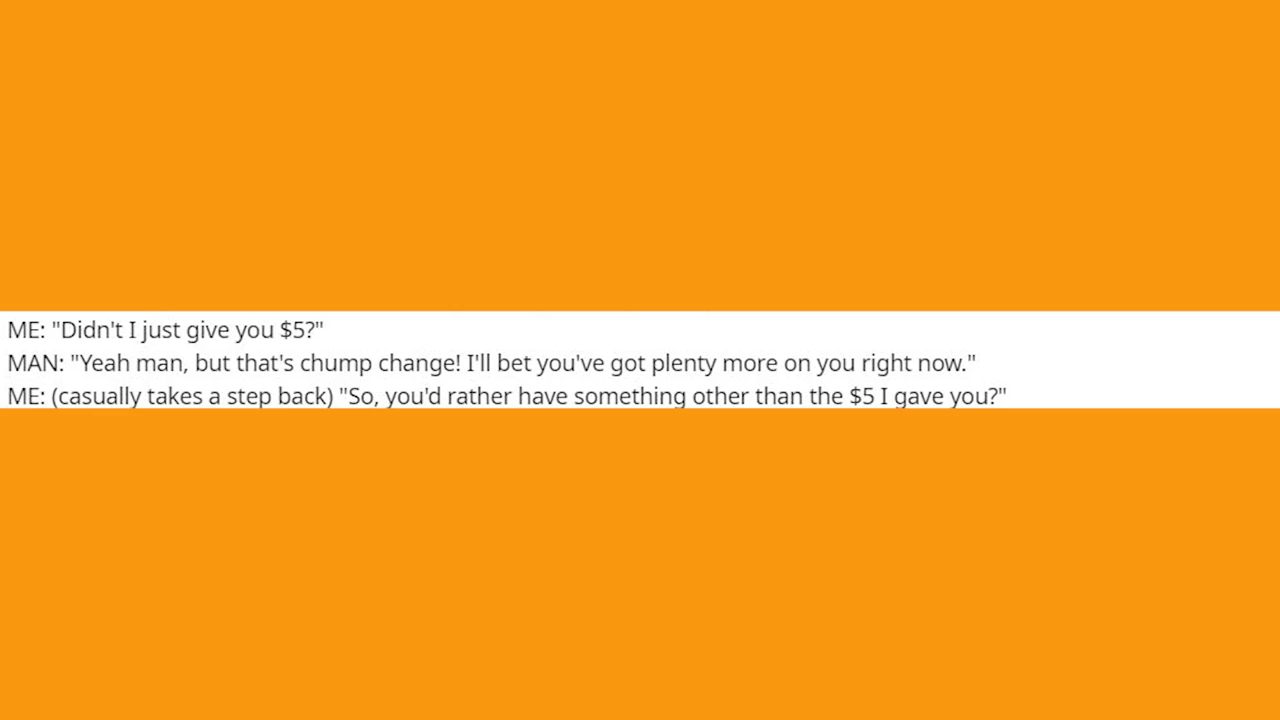 ME: "Didn't I just give you $5?"
MAN: "Yeah man, but that's chump change! I'll bet you've got plenty more on you right now."
ME: (casually takes a step back) "So, you'd rather have something other than the $5 I gave you?"